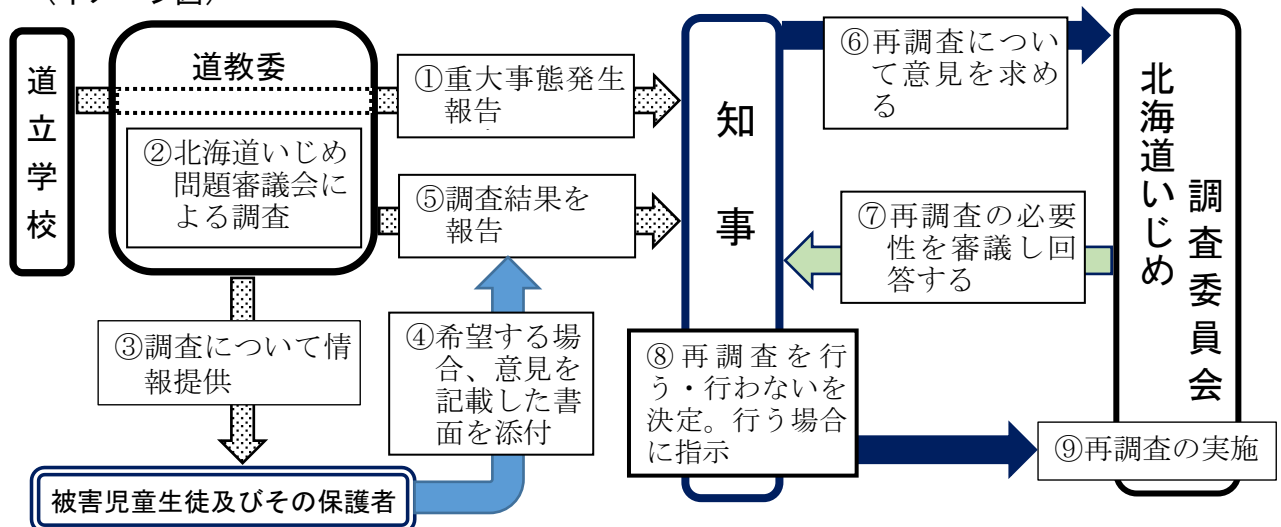 道立学校
道教委
①重大事態発生
報告
②北海道いじめ
問題審議会に
よる調査
③調査について情
報提供
被害児童生徒及びその保護者
④希望する場
合、意見を
記載した書
面を添付
⑤調査結果を
報告
知事
⑥再調査につい
て意見を求め
る
⑦再調査の必要
性を審議し回
答する
⑧再調査を行
う・行わないを
決定。行う場合
に指示
北海道いじめ
調査委員会
⑨再調査の実施